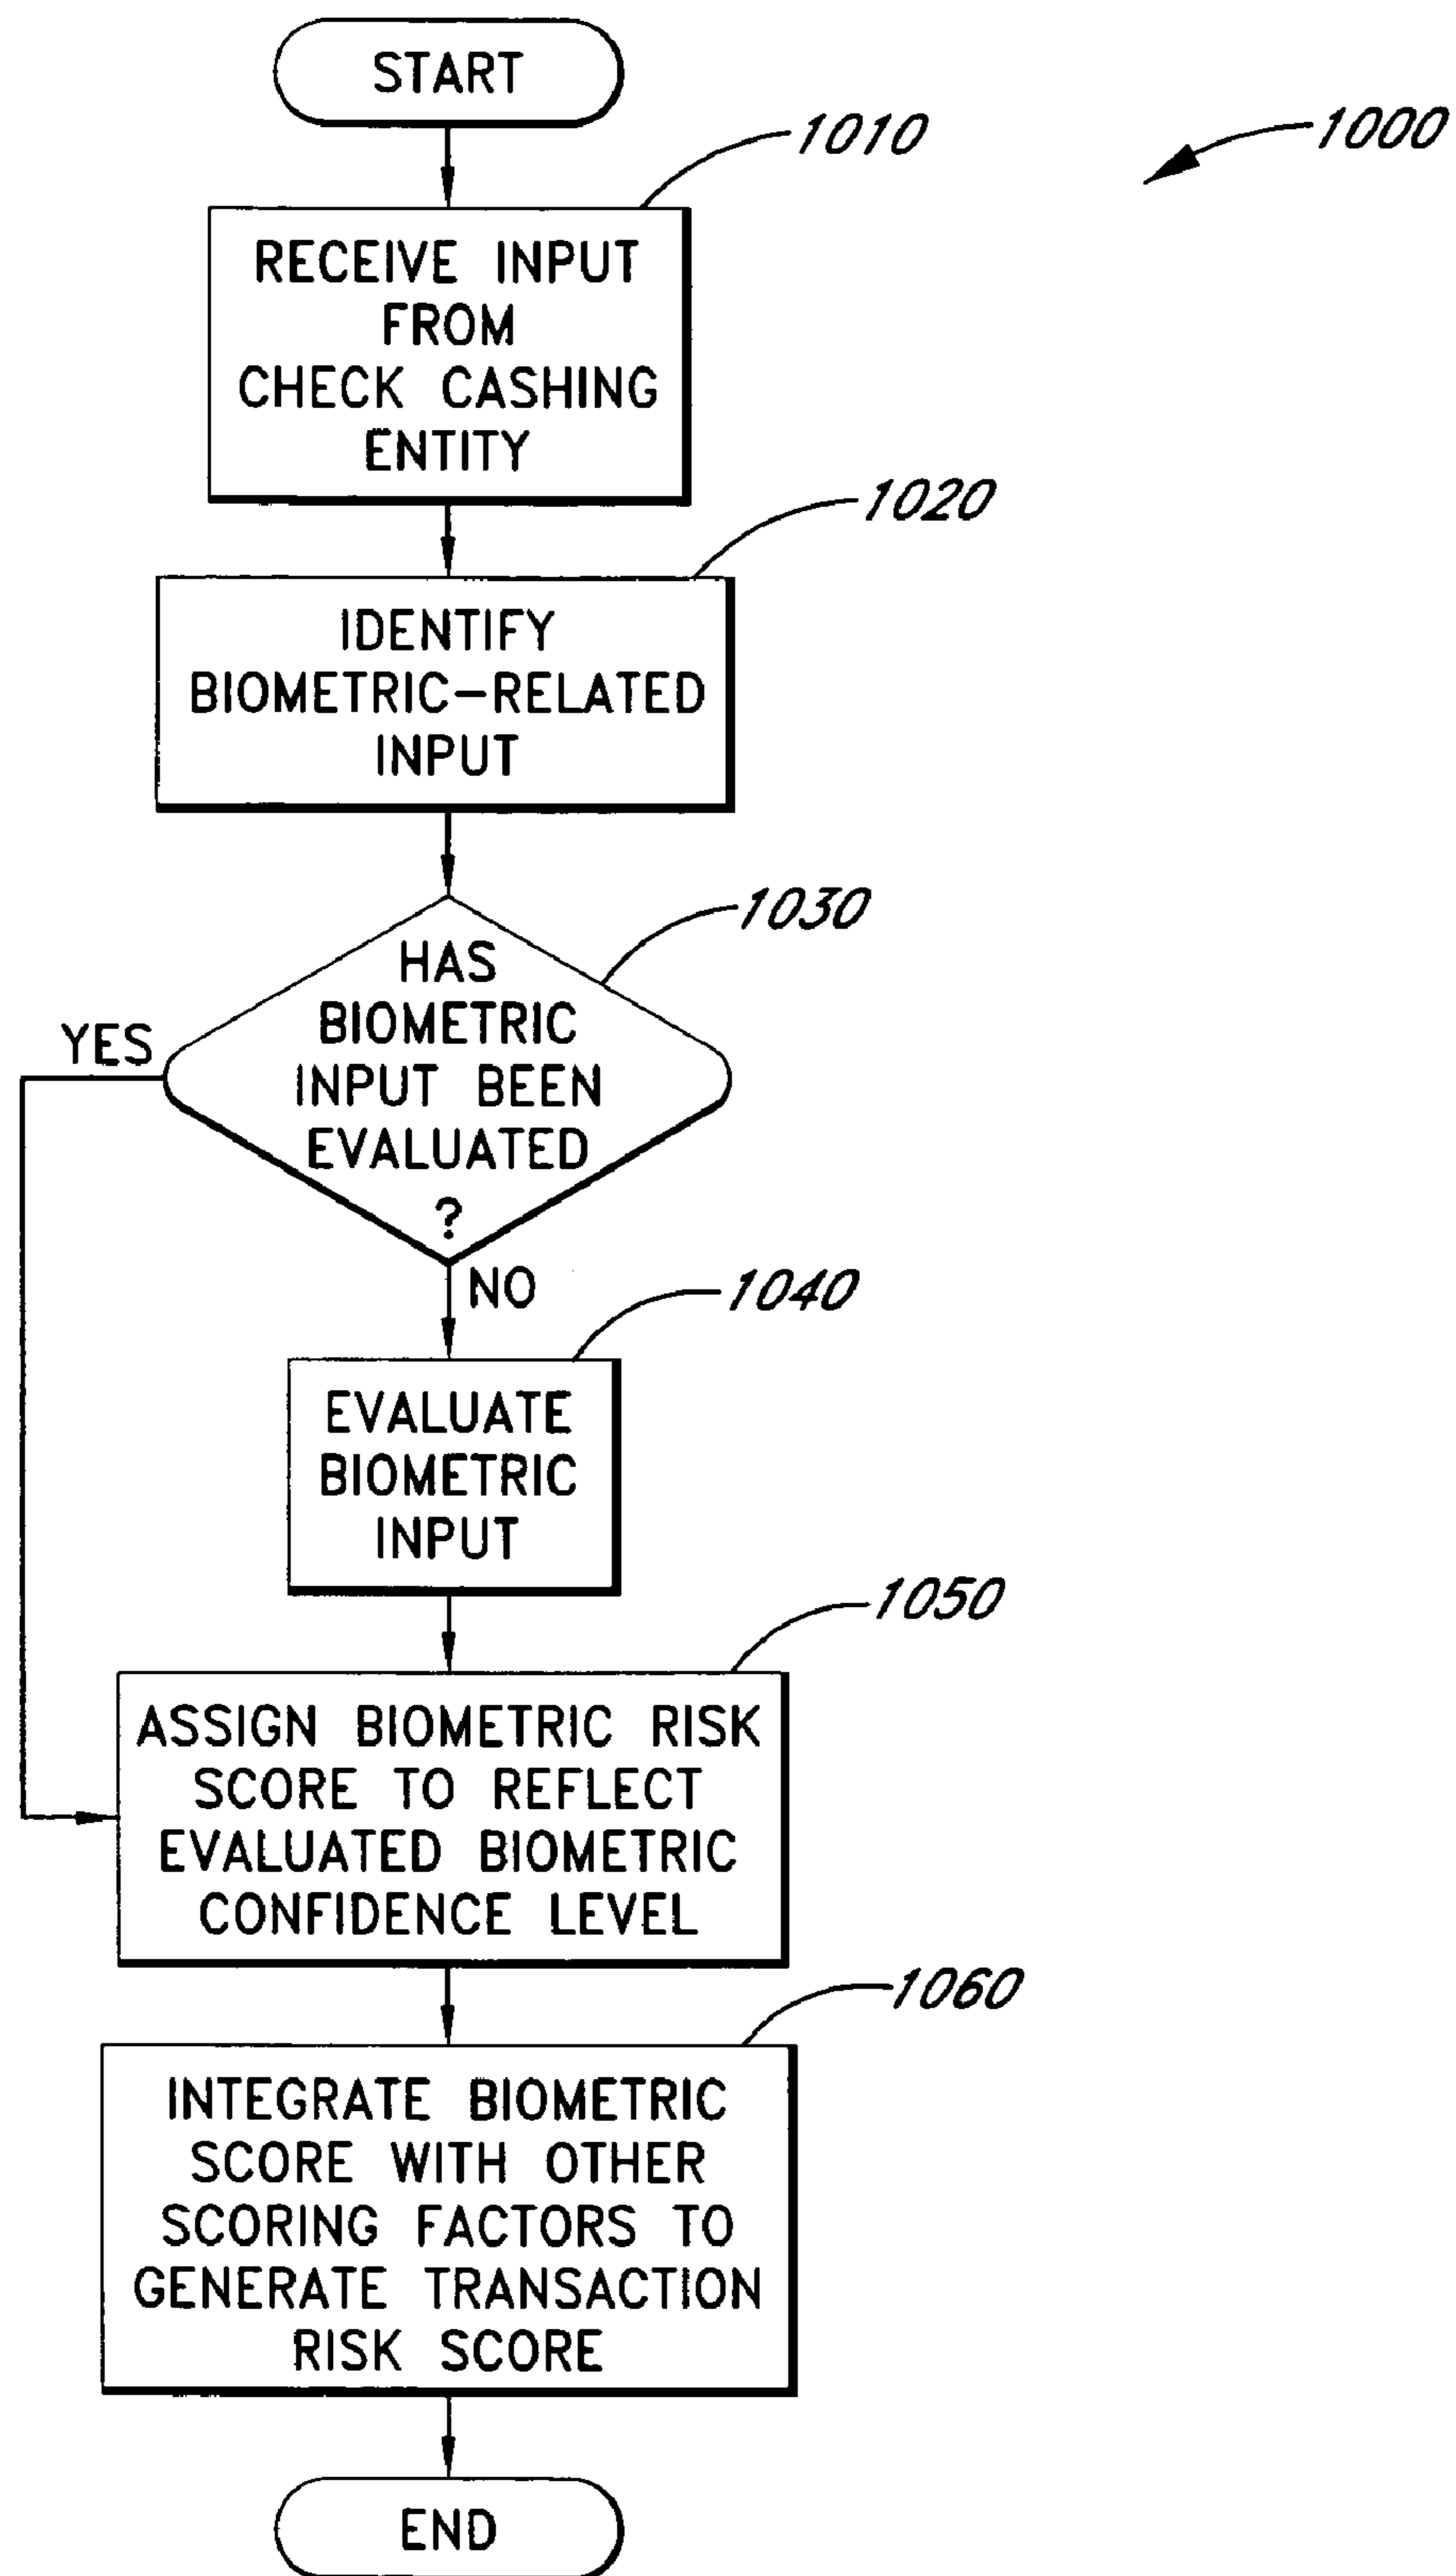 START
1010
1000
RECEIVE INPUT
FROM
CHECK CASHING
ENTITY
1020
IDENTIFY
BIOMETRIC-RELATED
INPUT
1030
HAS
BIOMETRIC
INPUT BEEN
EVALUATED
?
YES
NO
1040
EVALUATE
BIOMETRIC
INPUT
1050
ASSIGN BIOMETRIC RISK
SCORE TO REFLECT
EVALUATED BIOMETRIC
CONFIDENCE LEVEL
1060
INTEGRATE BIOMETRIC
SCORE WITH OTHER
SCORING FACTORS TO
GENERATE TRANSACTION
RISK SCORE
END